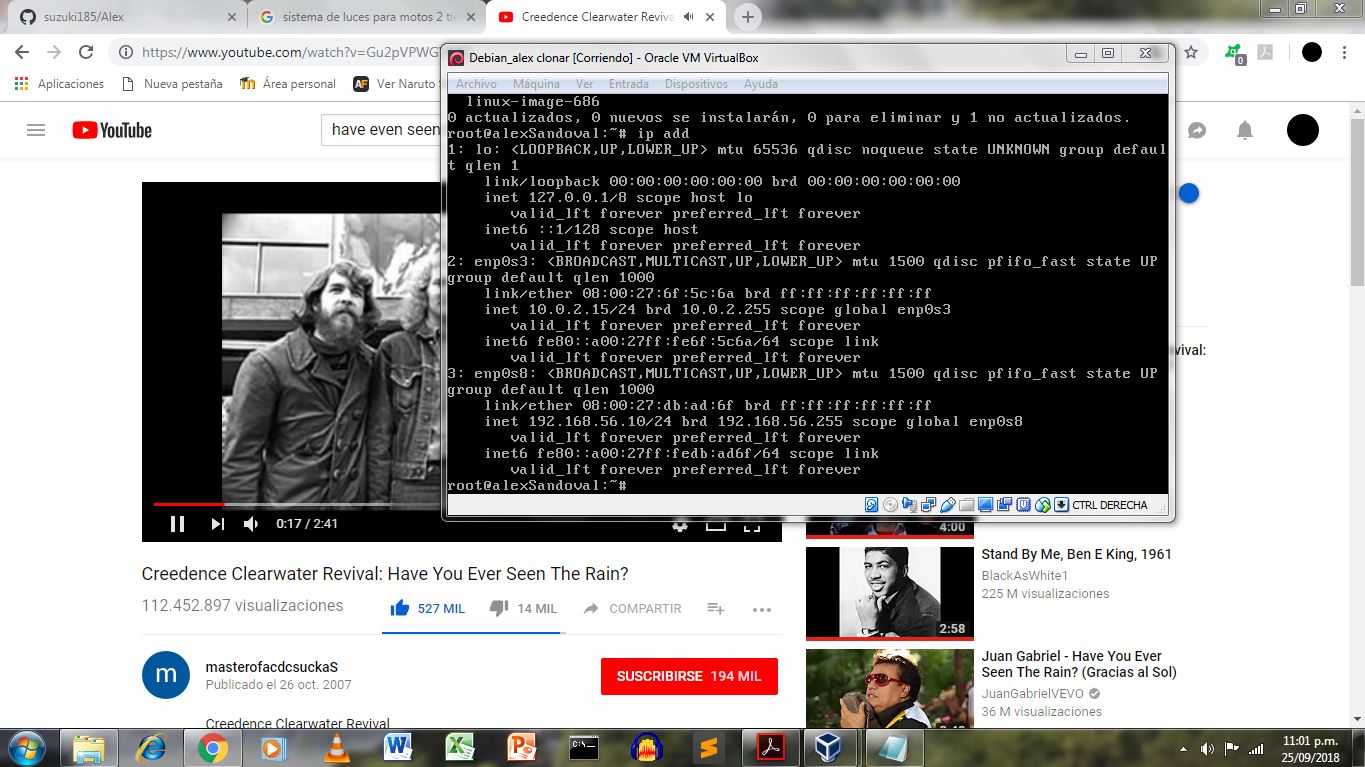 suzuki185/Alex
sistema de luces para motos 2 tie
Creedence Clearwater Reviva
https://www.youtube.com/watch?v=Gu2pVPWG
0
Aplicaciones
Nueva pestaña
Área personal
AF
Ver Naruto
YouTube
have even seen
Debian_alex clonar [Corriendo] - Oracle VM VirtualBox
Archivo Máquina Ver Entrada Dispositivos Ayuda
linux-image-686
0 actualizados, 0 nuevos se instalarán, 0 para eliminar y 1 no actualizados.
root@alexSandoval:~# ip add
1: lo: <LOOPBACK,UP,LOWER_UP> mtu 65536 qdisc noqueue state UNKNOWN group defaul
t qlen 1
link/loopback 00:00:00:00:00:00 brd 00:00:00:00:00:00
inet 127.0.0.1/8 scope host lo
valid_lft forever preferred_lft forever
inet6 ::1/128 scope host
valid_lft forever preferred_lft forever
2: enp0s3: <BROADCAST,MULTICAST,UP,LOWER_UP> mtu 1500 qdisc pfifo_fast state UP
group default qlen 1000
link/ether 08:00:27:6f:5c:6a brd ff:ff:ff:ff:ff:ff
inet 10.0.2.15/24 brd 10.0.2.255 scope global enp0s3
valid_lft forever preferred_lft forever
inet6 fe80::a00:27ff:fe6f:5c6a/64 scope link
valid_lft forever preferred_lft forever
3: enp0s8: <BROADCAST,MULTICAST,UP,LOWER_UP> mtu 1500 qdisc pfifo_fast state UP
group default qlen 1000
link/ether 08:00:27:db:ad:6f brd ff:ff:ff:ff:ff:ff
inet 192.168.56.10/24 brd 192.168.56.255 scope global enp0s8
valid_lft forever preferred_lft forever
inet6 fe80::a00:27ff:fedb:ad6f/64 scope link
valid_lft forever preferred_lft forever
root@alexSandoval:~#
CTRL DERECHA
vival:
0:17 / 2:41
4:00
Creedence Clearwater Revival: Have You Ever Seen The Rain?
112.452.897 visualizaciones
527 MIL
14 MIL
COMPARTIR
m
masterofacdcsuckaS
Publicado el 26 oct. 2007
SUSCRIBIRSE 194 MIL
Creedence Clearwater Revival
Stand By Me, Ben E King, 1961
BlackAsWhite1
225 M visualizaciones
2:58
Juan Gabriel - Have You Ever
Seen The Rain? (Gracias al Sol)
JuanGabrielVEVO
36 M visualizaciones
11:01 p.m.
25/09/2018